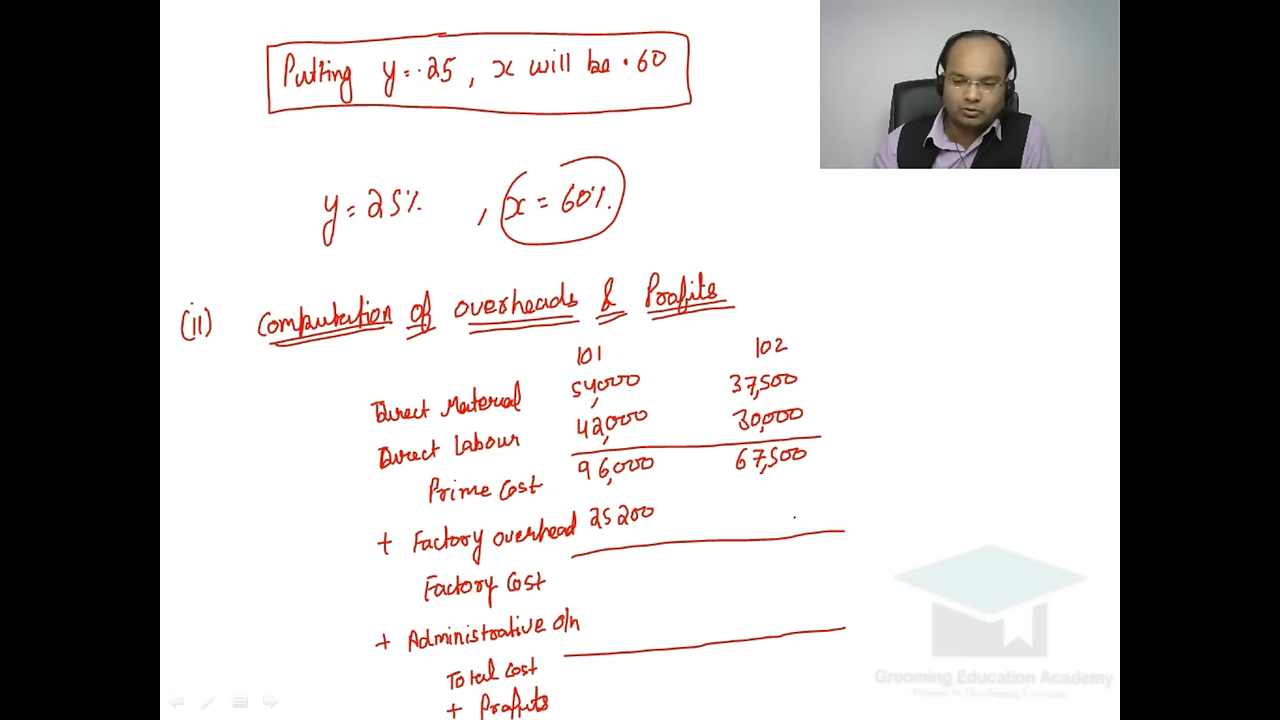 Putting y = .25, x will be .60
y = 25%, x = 60%
(ii) Computation of overheads & Profits
101 102
Direct Material 54,000 37,500
Direct Labour 42,000 30,000
Prime Cost 96,000 67,500
+ Factory overhead 25200
Factory Cost
+ Administrative o/h
Total Cost
+ Profits
Grooming Education Academy